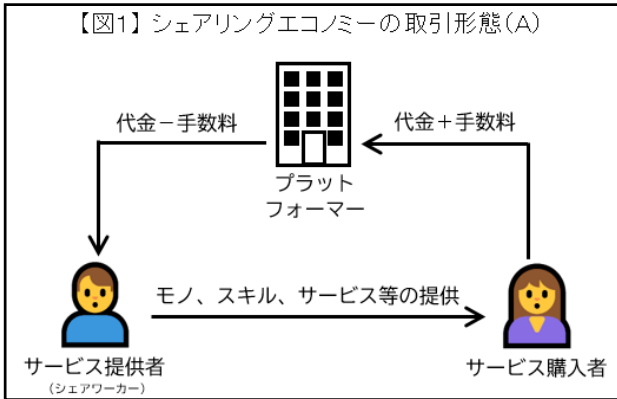 【図1】シェアリングエコノミーの取引形態(A)
代金－手数料
代金＋手数料
プラット
フォーマー
モノ、スキル、サービス等の提供
サービス提供者
(シェアワーカー)
サービス購入者